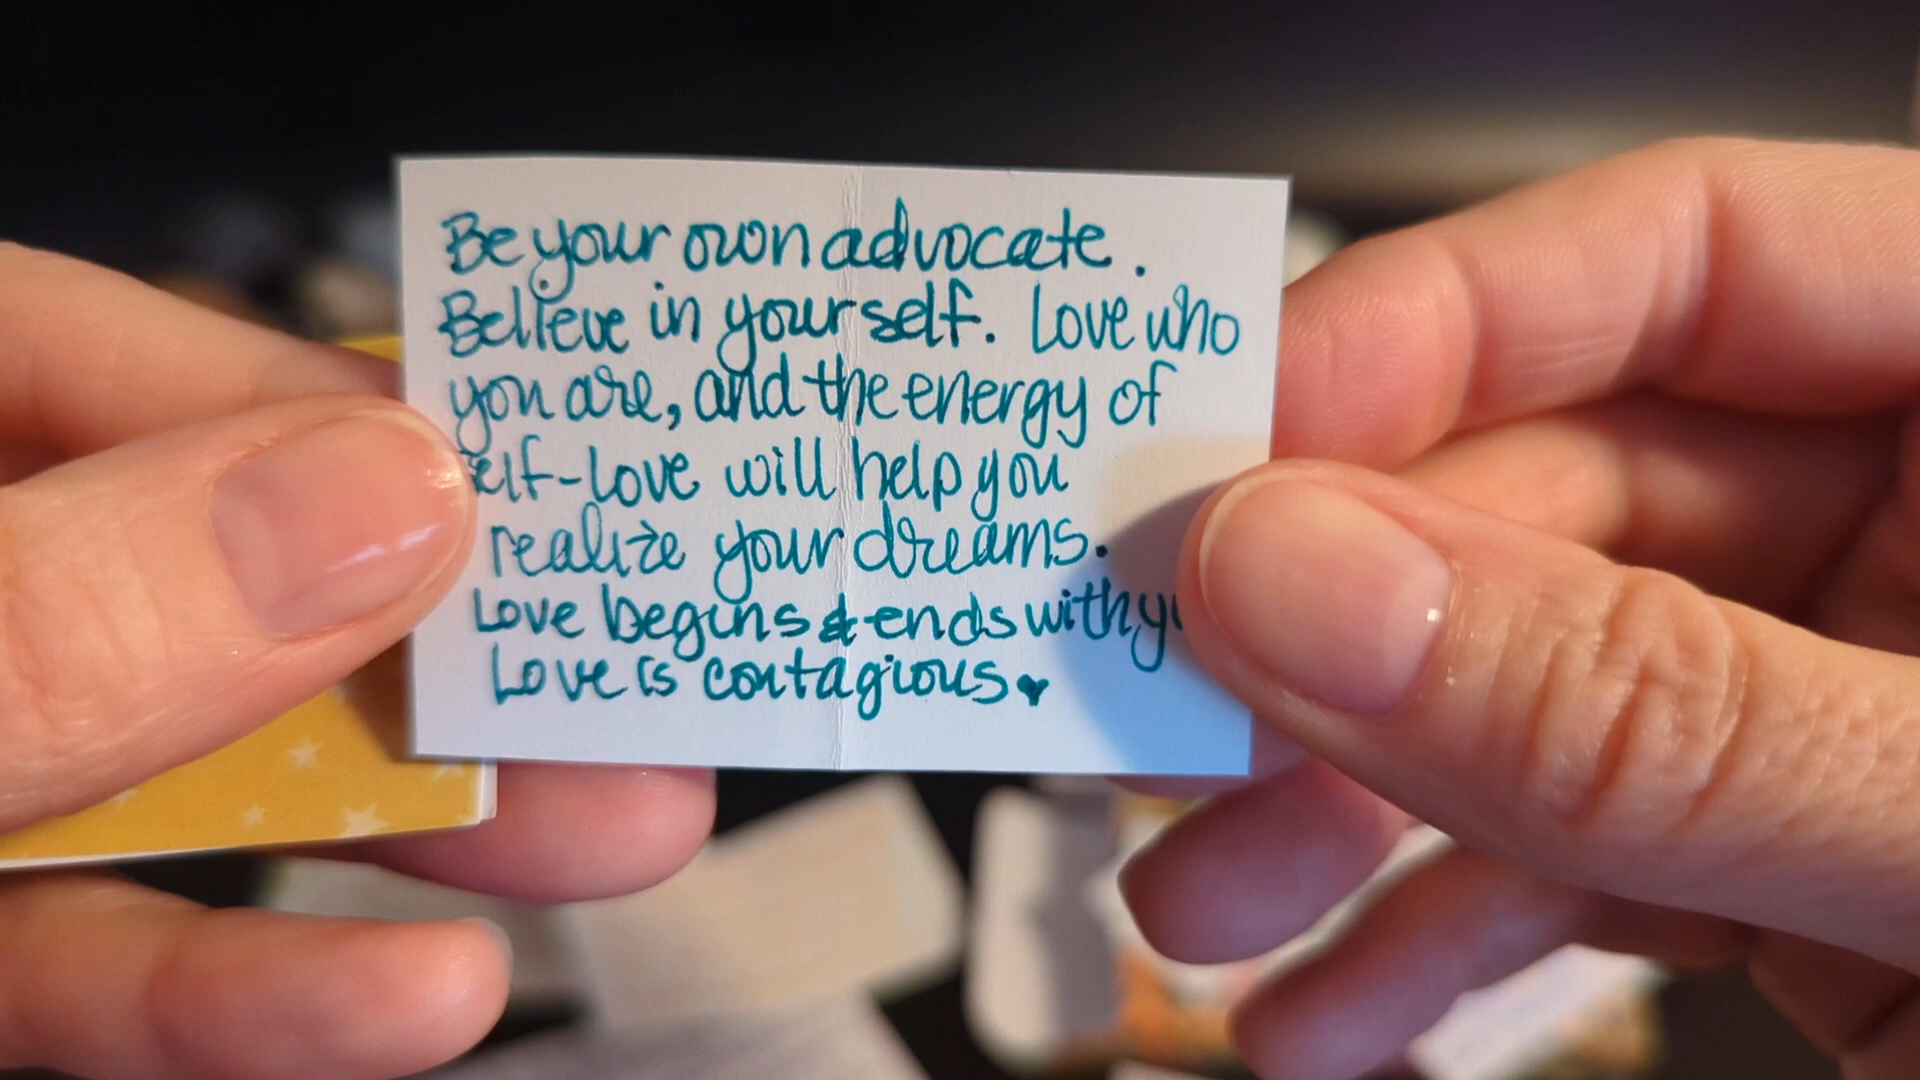 Be your own advocate.
Believe in yourself. Love who
you are, and the energy of
self-love will help you
realize your dreams.
Love begins & ends with
Love is contagious.♥